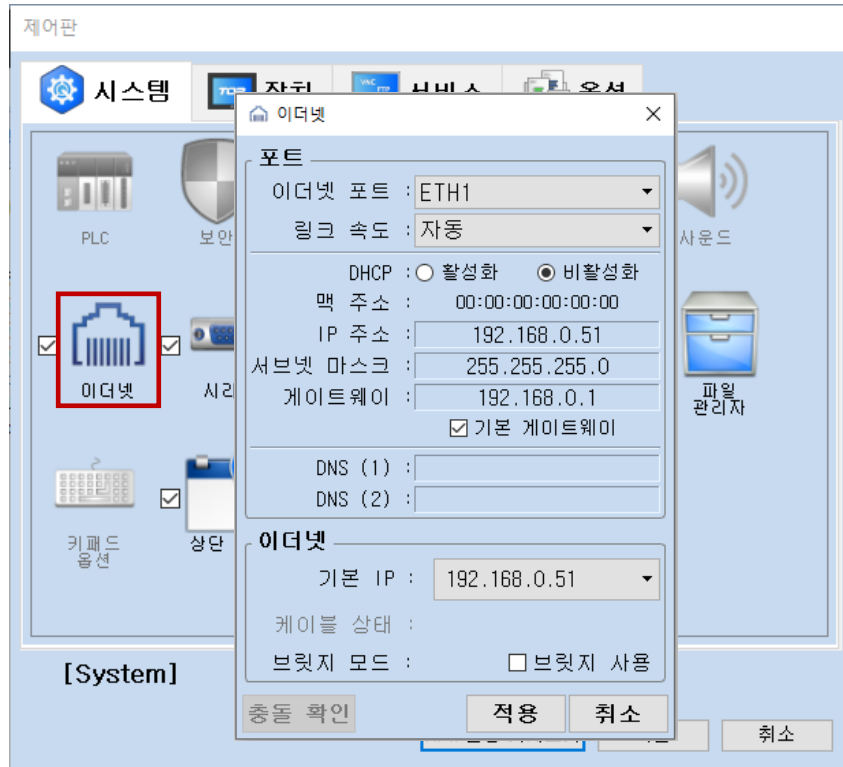 제어판
시스템
이더넷
포트
이더넷 포트 : ETH1
링크 속도 : 자동
DHCP : 활성화 비활성화
맥 주소 : 00:00:00:00:00:00
IP 주소 : 192.168.0.51
서브넷 마스크 : 255.255.255.0
게이트웨이 : 192.168.0.1
기본 게이트웨이
DNS (1) :
DNS (2) :
이더넷
기본 IP : 192.168.0.51
케이블 상태 :
브릿지 모드 : 브릿지 사용
충돌 확인 적용 취소
PLC
보안
사운드
이더넷
시리
파일
관리자
키패드
옵션
상단
[System]
취소